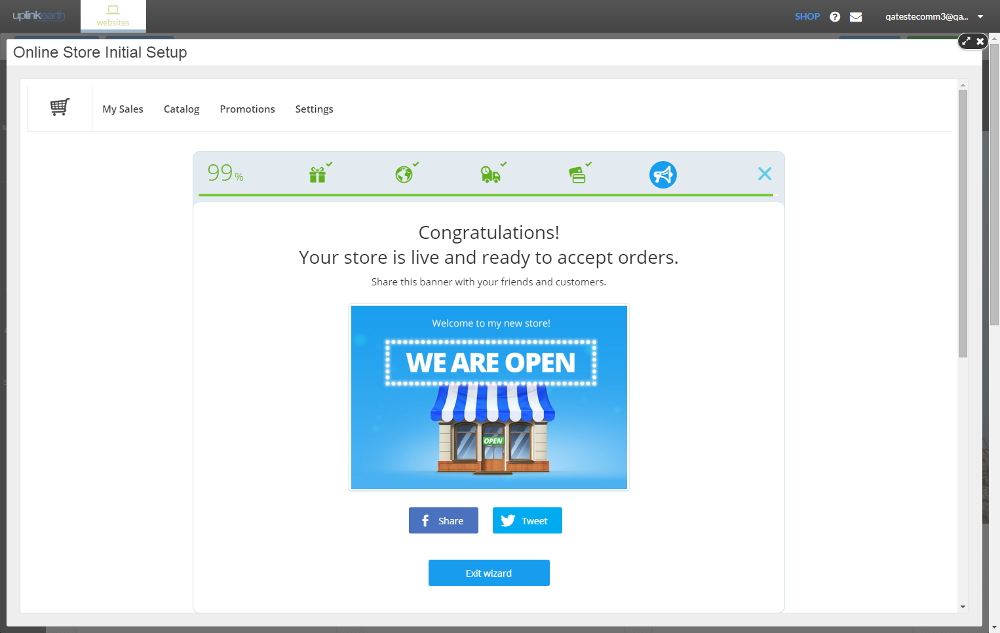 uplinkearth
websites
SHOP
qatestecomm3@qa...
Online Store Initial Setup
My Sales
Catalog
Promotions
Settings
99%
Congratulations!
Your store is live and ready to accept orders.
Share this banner with your friends and customers.
Welcome to my new store!
WE ARE OPEN
OPEN
Share
Tweet
Exit wizard